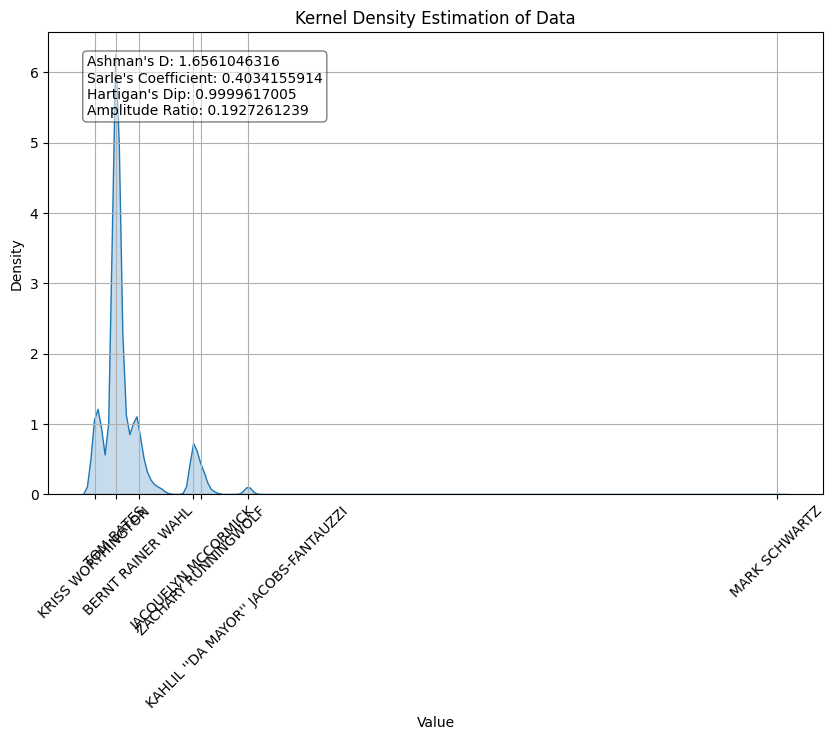 Kernel Density Estimation of Data
Ashman's D: 1.6561046316
Sarle's Coefficient: 0.4034155914
Hartigan's Dip: 0.9999617005
Amplitude Ratio: 0.1927261239
Density
6
5
4
3
2
1
0
KRISS WORTHINGTON
TOM BATES
BERNT RAINER WAHL
JACQUELYN MCCORMICK
ZACHARY RUNNINGWOLF
KAHLIL ''DA MAYOR'' JACOBS-FANTAUZZI
MARK SCHWARTZ
Value